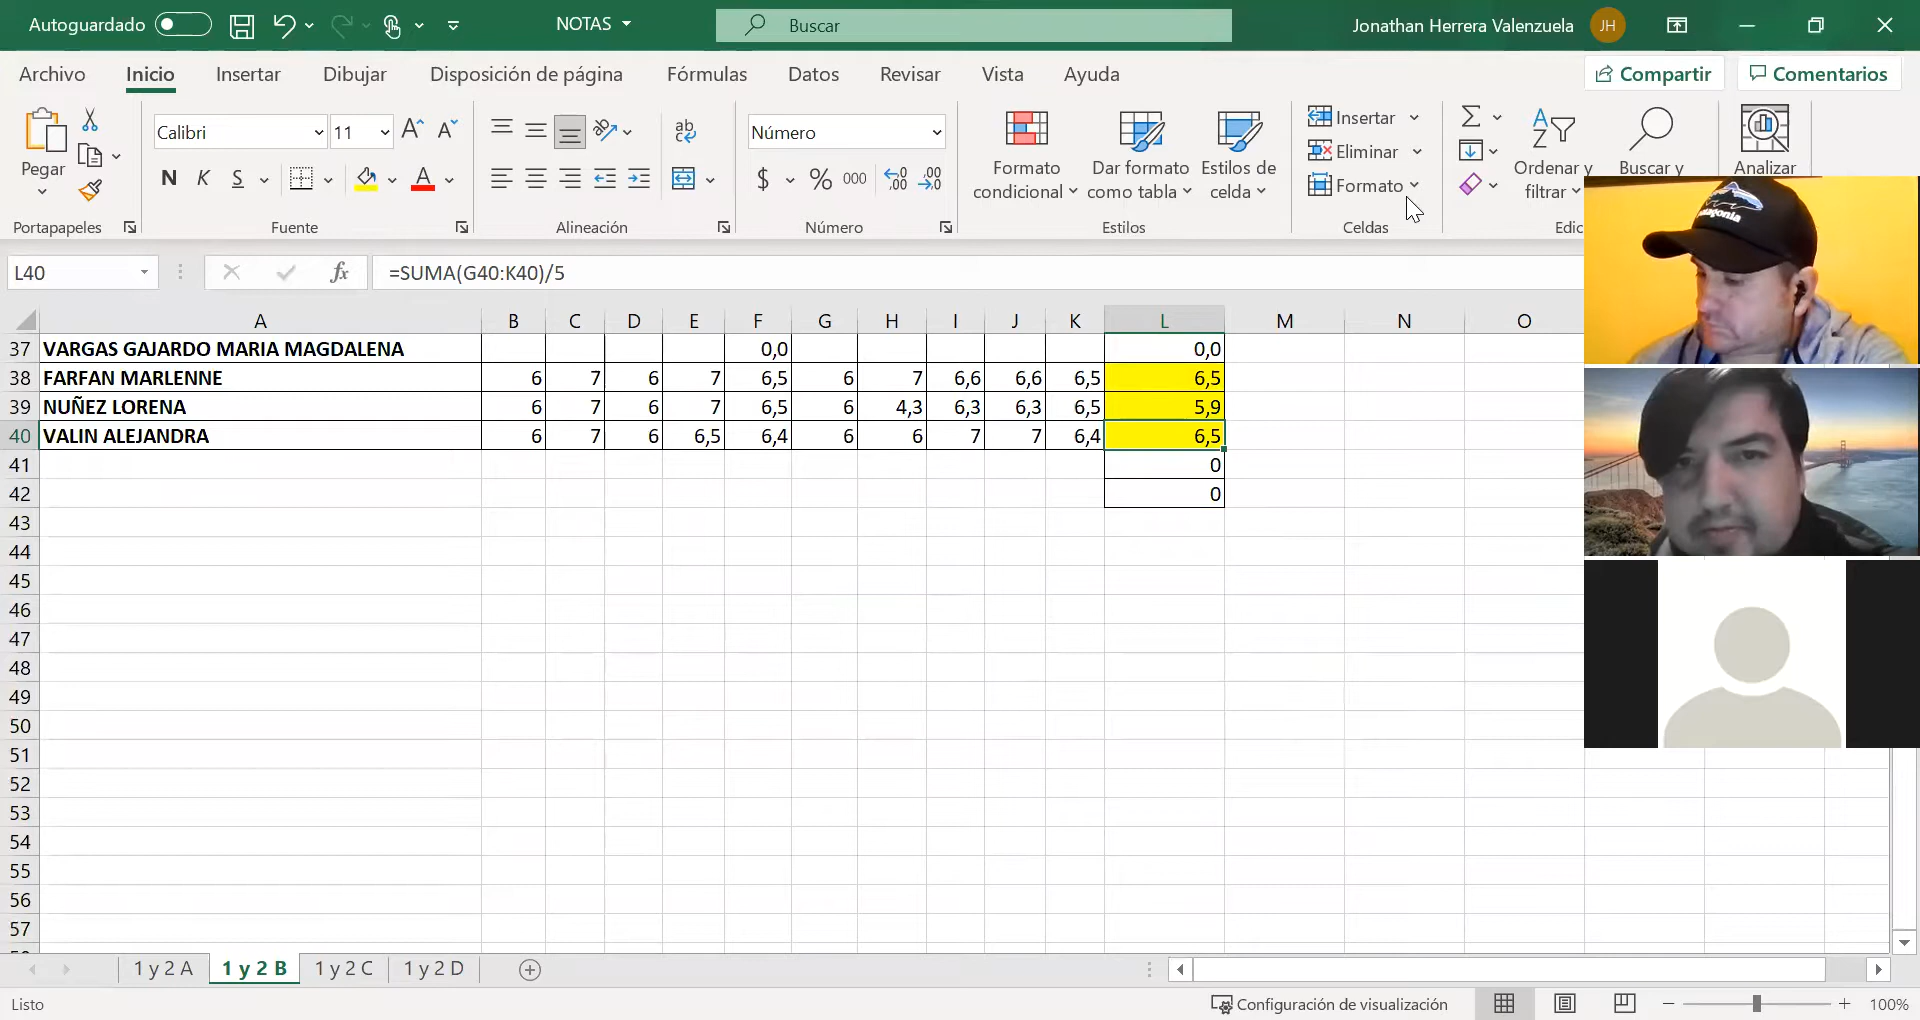 Autoguardado NOTAS Buscar Jonathan Herrera Valenzuela JH
Archivo Inicio Insertar Dibujar Disposición de página Fórmulas Datos Revisar Vista Ayuda Compartir Comentarios
Pegar
Portapapeles
Calibri 11
N K S
Fuente
ab
Alineación
Número
$ % 000
Número
Formato condicional
Dar formato como tabla
Estilos de celda
Estilos
Insertar
Eliminar
Formato
Celdas
Ordenar y filtrar
Buscar y
Analizar
Edic
patagonia
L40 fx =SUMA(G40:K40)/5
A B C D E F G H I J K L M N O
37 VARGAS GAJARDO MARIA MAGDALENA 0,0 0,0
38 FARFAN MARLENNE 6 7 6 7 6,5 6 7 6,6 6,6 6,5 6,5
39 NUÑEZ LORENA 6 7 6 7 6,5 6 4,3 6,3 6,3 6,5 5,9
40 VALIN ALEJANDRA 6 7 6 6,5 6,4 6 6 7 7 6,4 6,5
41 0
42 0
43
44
45
46
47
48
49
50
51
52
53
54
55
56
57
1 y 2 A 1 y 2 B 1 y 2 C 1 y 2 D
Listo Configuración de visualización 100%